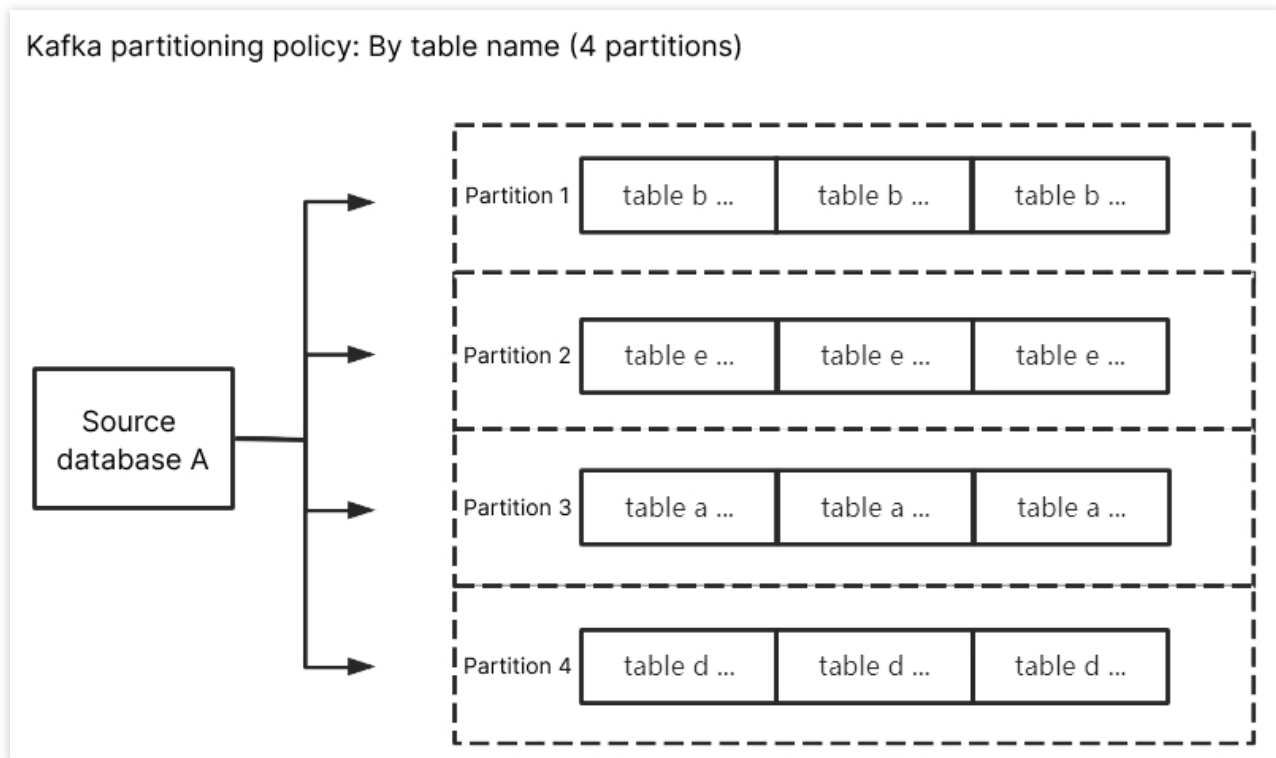 Kafka partitioning policy: By table name (4 partitions)
Partition 1
table b ...
table b ...
table b ...
Partition 2
table e ...
table e ...
table e ...
Source
database A
Partition 3
table a ...
table a ...
table a ...
Partition 4
table d ...
table d ...
table d ...